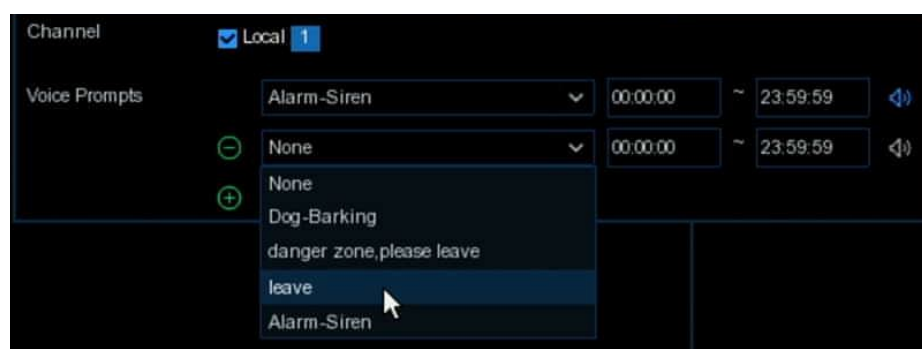 Channel Local 1
Voice Prompts Alarm-Siren 00:00:00 ~ 23:59:59
None 00:00:00 ~ 23:59:59
None
Dog-Barking
danger zone,please leave
leave
Alarm-Siren